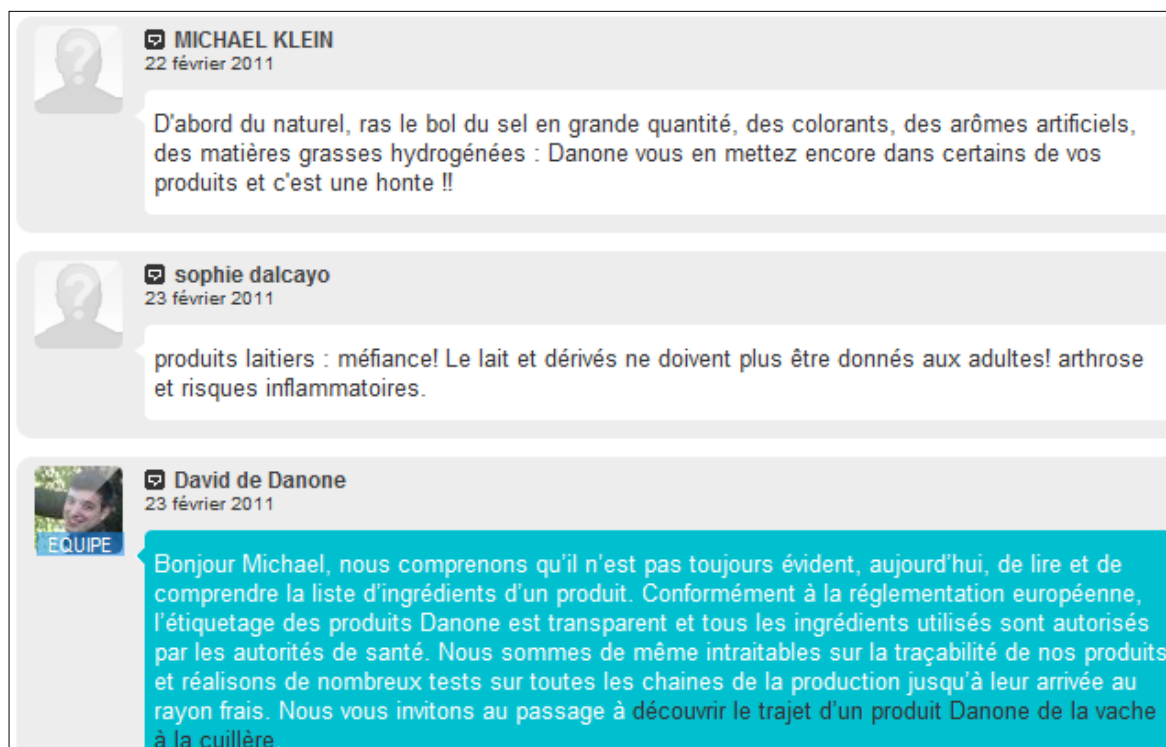 MICHAEL KLEIN
22 février 2011
D'abord du naturel, ras le bol du sel en grande quantité, des colorants, des arômes artificiels,
des matières grasses hydrogénées : Danone vous en mettez encore dans certains de vos
produits et c'est une honte !!
sophie dalcayo
23 février 2011
produits laitiers : méfiance! Le lait et dérivés ne doivent plus être donnés aux adultes! arthrose
et risques inflammatoires.
David de Danone
23 février 2011
EQUIPE
Bonjour Michael, nous comprenons qu’il n’est pas toujours évident, aujourd’hui, de lire et de
comprendre la liste d’ingrédients d’un produit. Conformément à la réglementation européenne,
l’étiquetage des produits Danone est transparent et tous les ingrédients utilisés sont autorisés
par les autorités de santé. Nous sommes de même intraitables sur la traçabilité de nos produits
et réalisons de nombreux tests sur toutes les chaines de la production jusqu’à leur arrivée au
rayon frais. Nous vous invitons au passage à découvrir le trajet d’un produit Danone de la vache
à la cuillère.